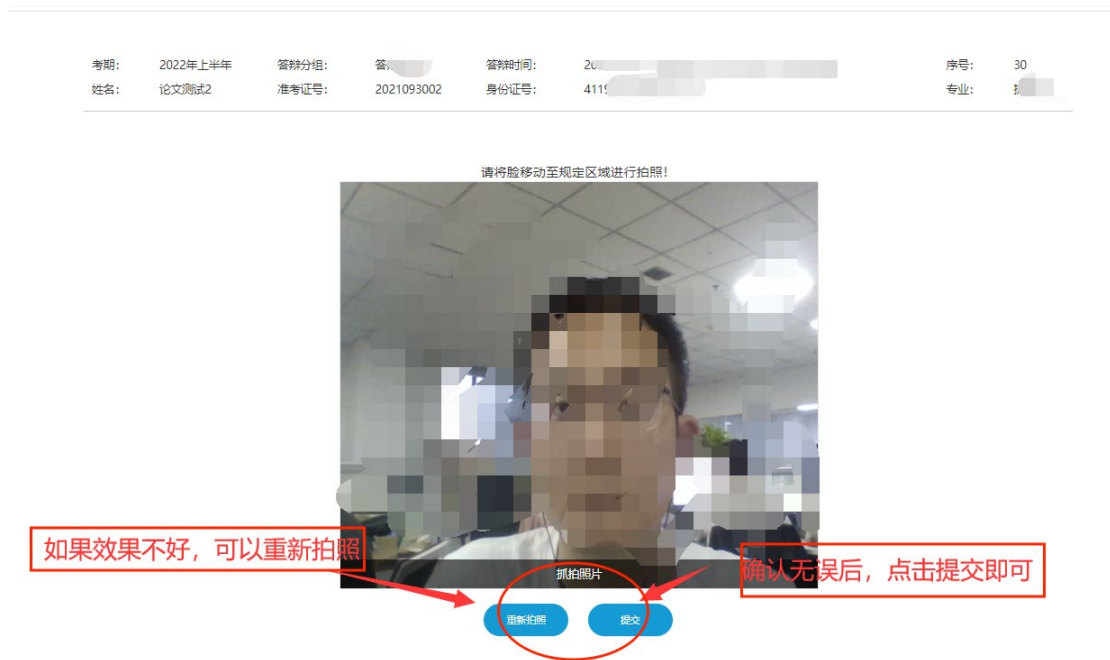 考期： 2022年上半年 答辩分组： 答 答辩时间： 20 序号： 30
姓名： 论文测试2 准考证号： 2021093002 身份证号： 411 专业：
请将脸移动至规定区域进行拍照！
如果效果不好，可以重新拍照
抓拍照片
确认无误后，点击提交即可
重新拍照 提交